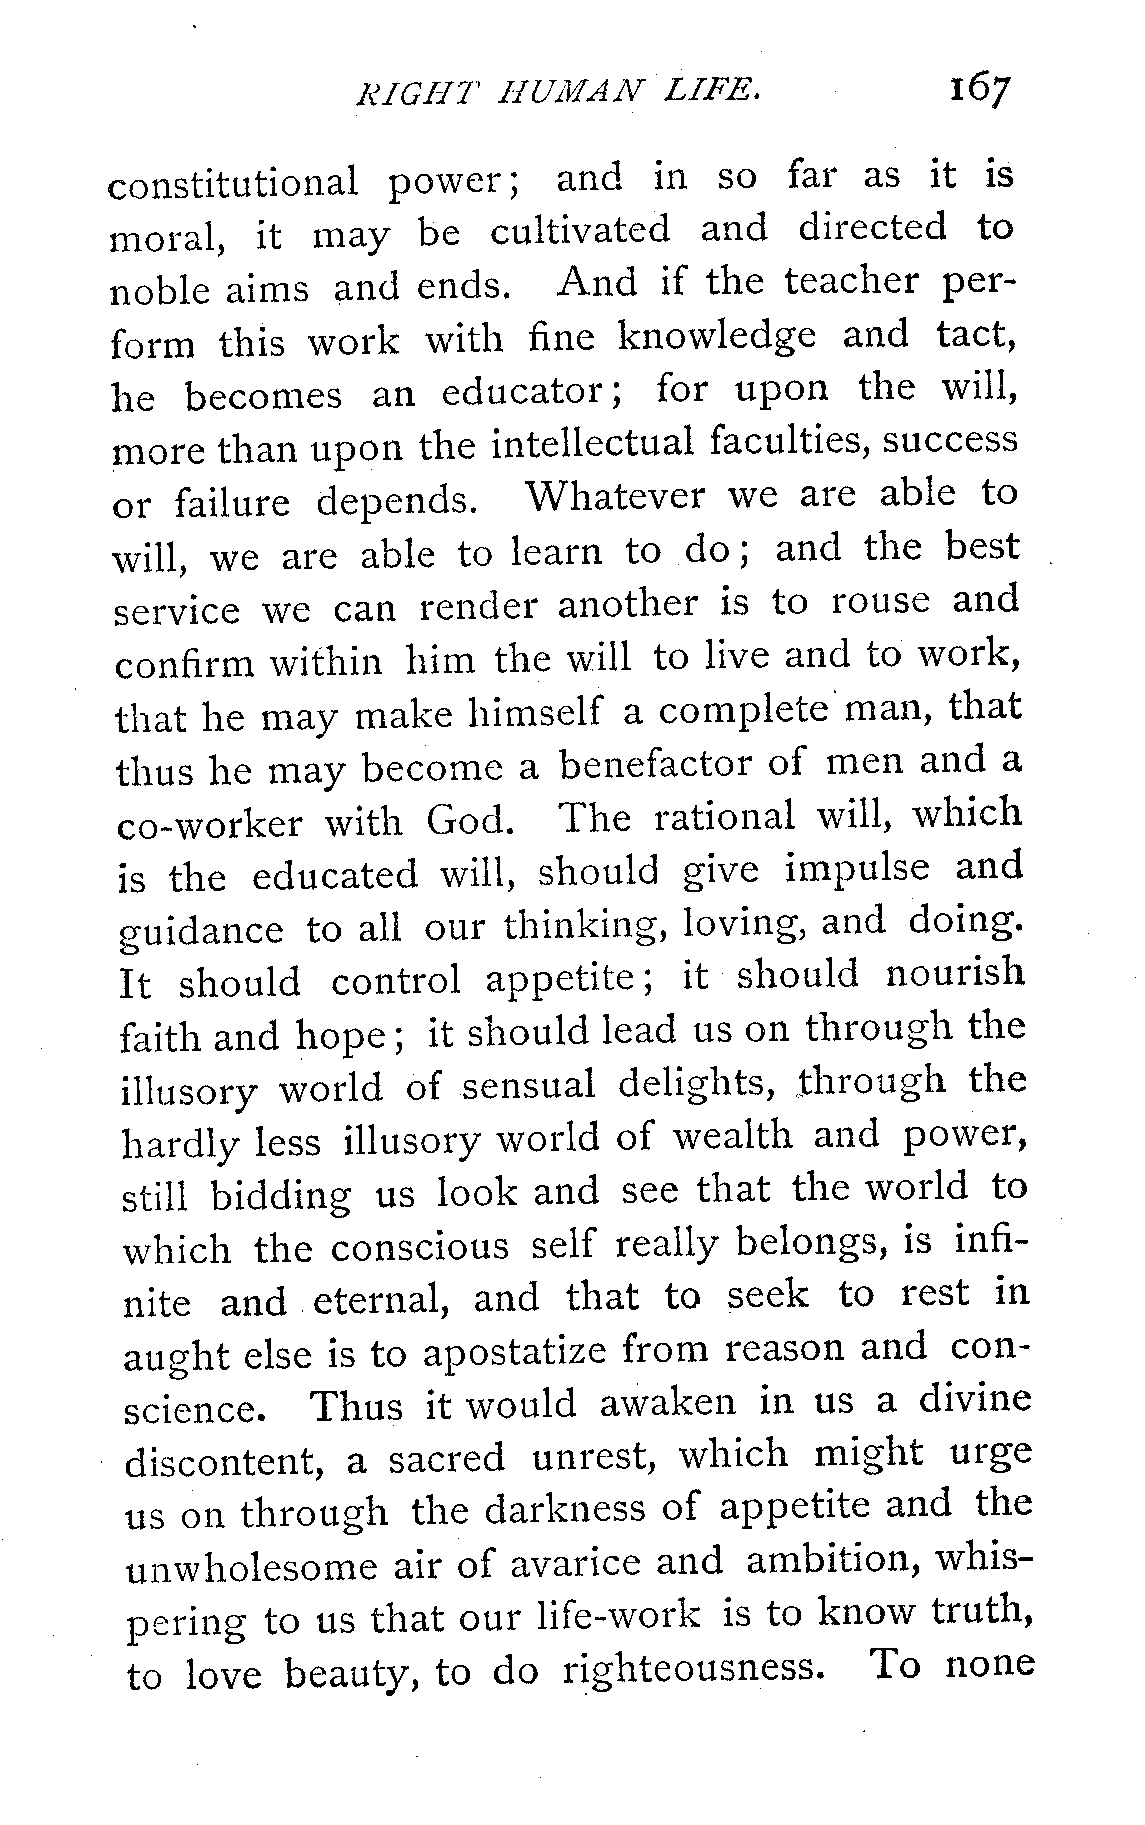 RIGHT HUMAN LIFE. 167
constitutional power; and in so far as it is
moral, it may be cultivated and directed to
noble aims and ends. And if the teacher per-
form this work with fine knowledge and tact,
he becomes an educator; for upon the will,
more than upon the intellectual faculties, success
or failure depends. Whatever we are able to
will, we are able to learn to do; and the best
service we can render another is to rouse and
confirm within him the will to live and to work,
that he may make himself a complete man, that
thus he may become a benefactor of men and a
co-worker with God. The rational will, which
is the educated will, should give impulse and
guidance to all our thinking, loving, and doing.
It should control appetite; it should nourish
faith and hope; it should lead us on through the
illusory world of sensual delights, through the
hardly less illusory world of wealth and power,
still bidding us look and see that the world to
which the conscious self really belongs, is infi-
nite and eternal, and that to seek to rest in
aught else is to apostatize from reason and con-
science. Thus it would awaken in us a divine
discontent, a sacred unrest, which might urge
us on through the darkness of appetite and the
unwholesome air of avarice and ambition, whis-
pering to us that our life-work is to know truth,
to love beauty, to do righteousness. To none